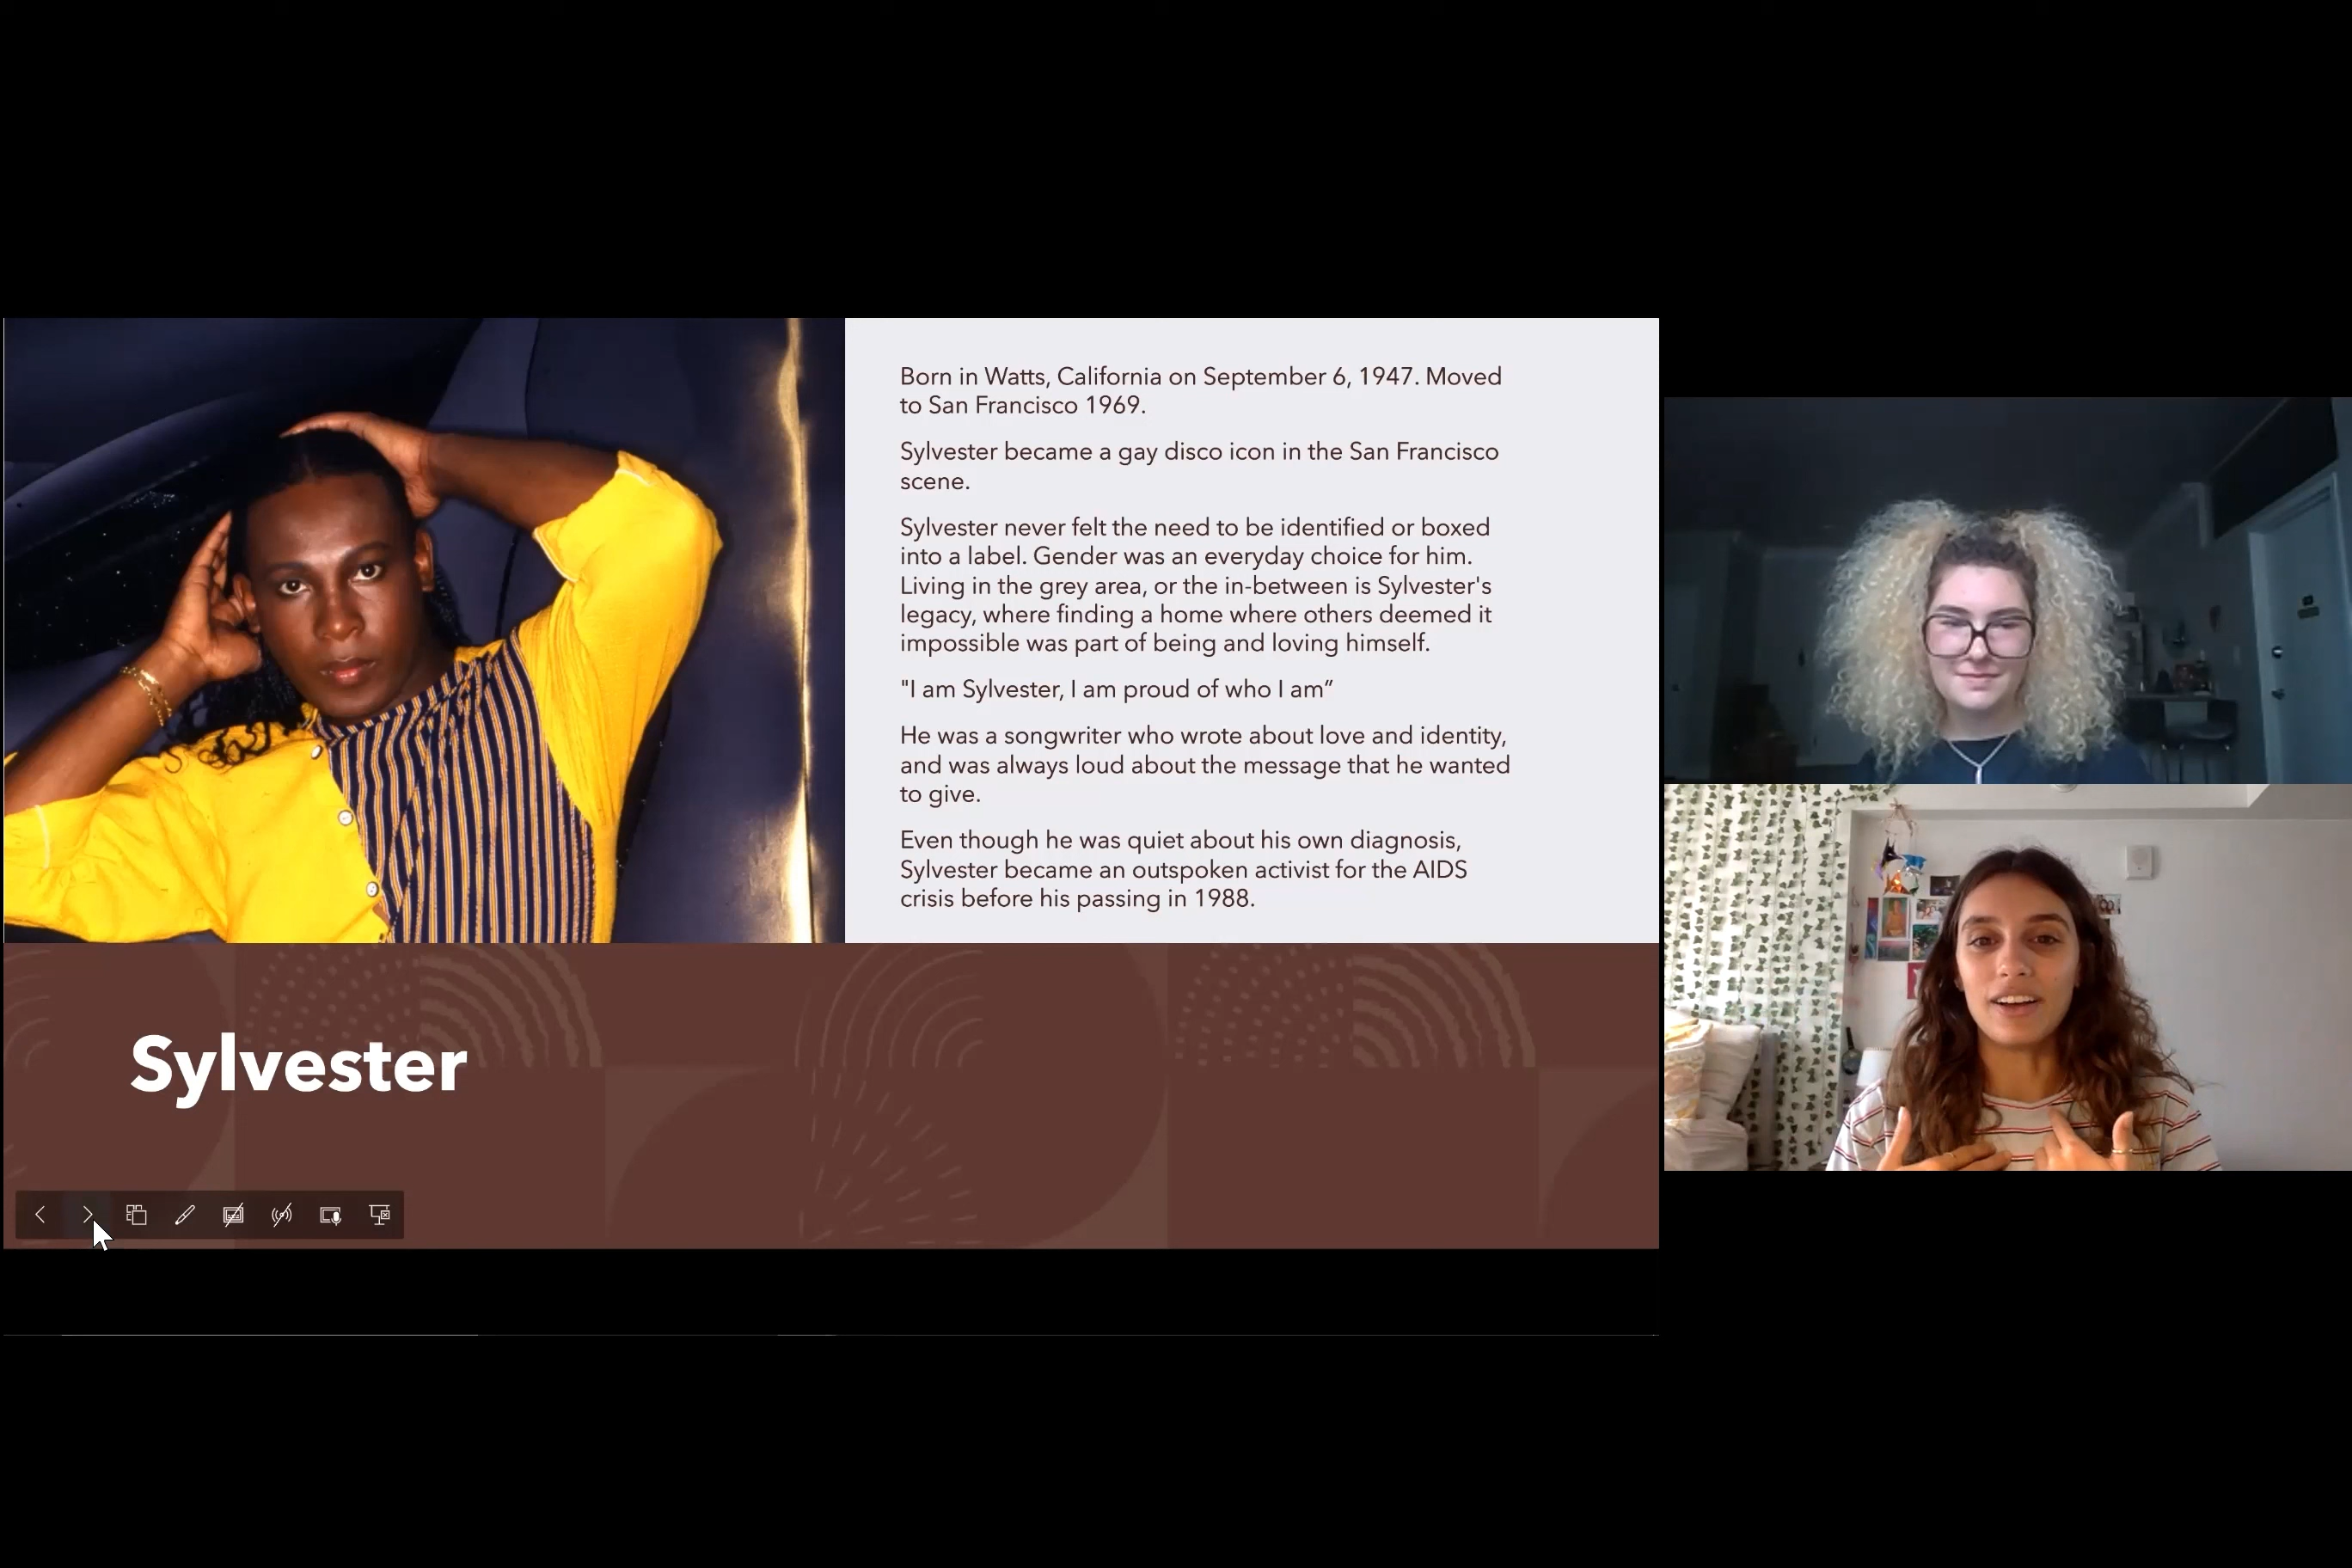 Born in Watts, California on September 6, 1947. Moved
to San Francisco 1969.
Sylvester became a gay disco icon in the San Francisco
scene.
Sylvester never felt the need to be identified or boxed
into a label. Gender was an everyday choice for him.
Living in the grey area, or the in-between is Sylvester's
legacy, where finding a home where others deemed it
impossible was part of being and loving himself.
"I am Sylvester, I am proud of who I am”
He was a songwriter who wrote about love and identity,
and was always loud about the message that he wanted
to give.
Even though he was quiet about his own diagnosis,
Sylvester became an outspoken activist for the AIDS
crisis before his passing in 1988.
Sylvester